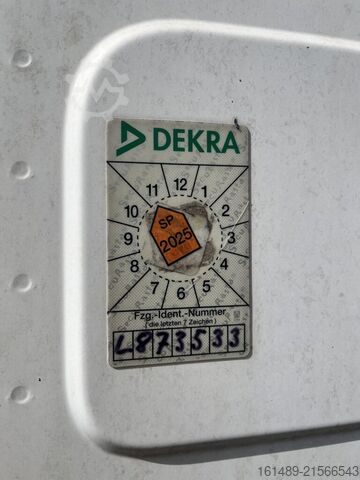 DEKRA
11 12 1
10 2
9 3
8 4
7 6 5
SP
2025
Fzg.-Ident.-Nummer
(die letzten 7 Zeichen)
L873533
161489-21566543